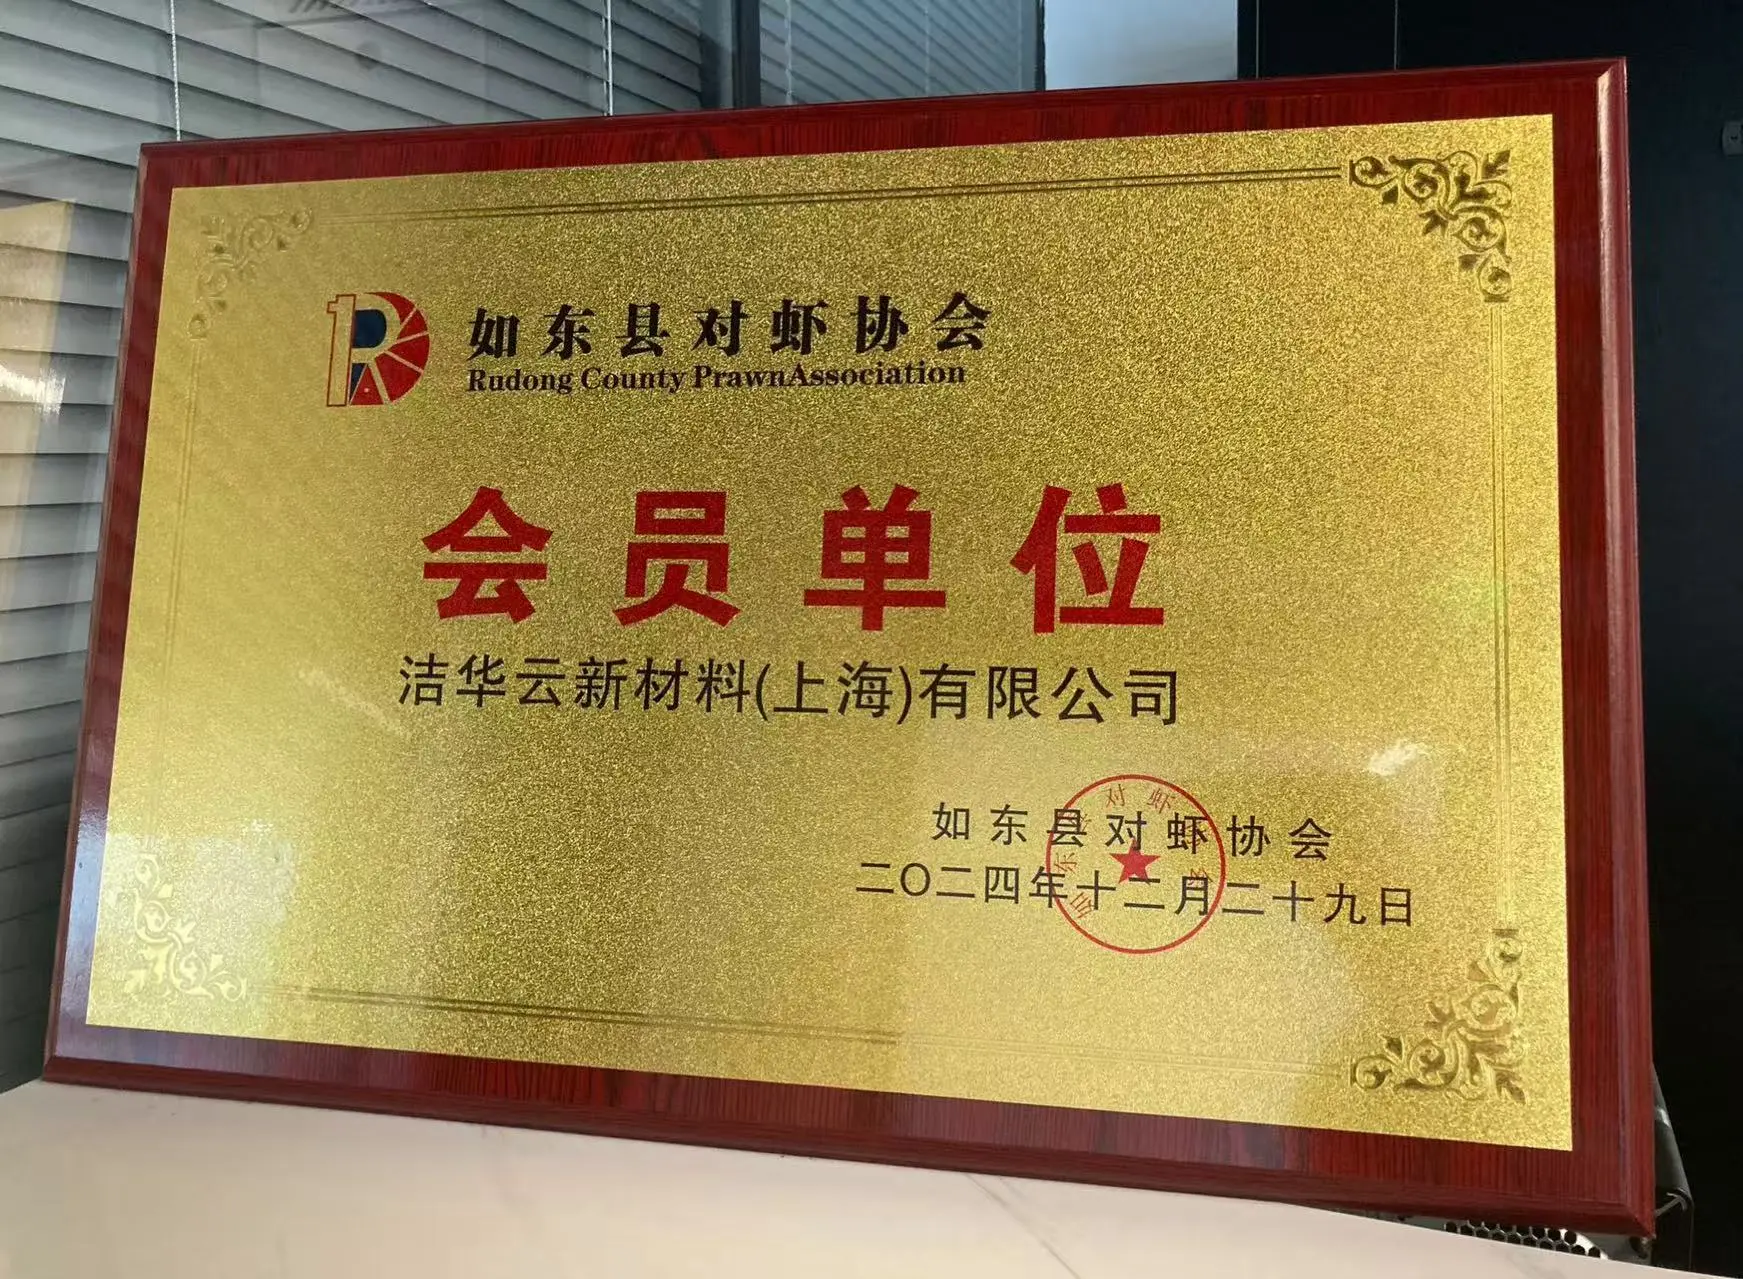 如东县对虾协会
Rudong County PrawnAssociation
会员单位
洁华云新材料(上海)有限公司
如东县对虾协会
二〇二四年十二月二十九日